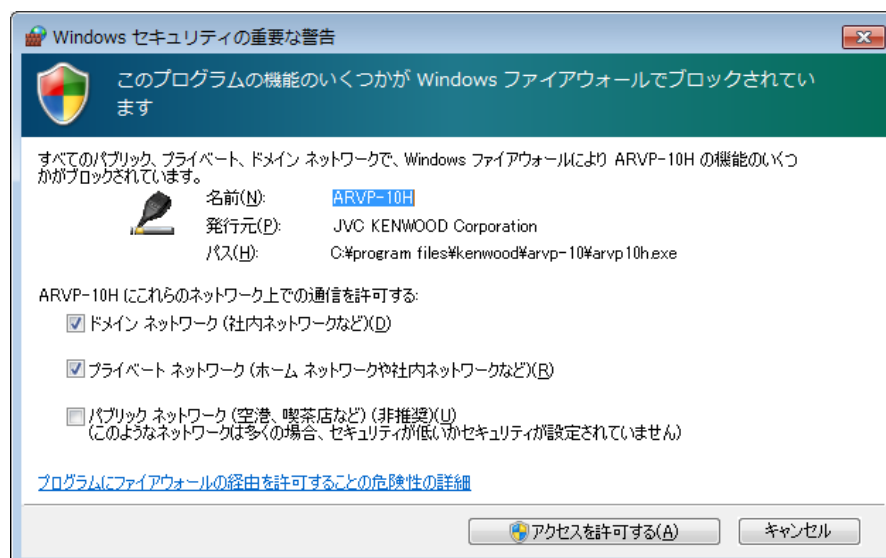 Windows セキュリティの重要な警告
このプログラムの機能のいくつかが Windows ファイアウォールでブロックされてい
ます
すべてのパブリック、プライベート、ドメイン ネットワークで、Windows ファイアウォールにより ARVP-10H の機能のいくつ
かがブロックされています。
名前(N): ARVP-10H
発行元(P): JVC KENWOOD Corporation
パス(H): C:¥program files¥kenwood¥arvp-10¥arvp10h.exe
ARVP-10H にこれらのネットワーク上での通信を許可する:
ドメイン ネットワーク (社内ネットワークなど)(D)
プライベート ネットワーク (ホーム ネットワークや社内ネットワークなど)(R)
パブリック ネットワーク (空港、喫茶店など) (非推奨)(U)
(このようなネットワークは多くの場合、セキュリティが低いかセキュリティが設定されていません)
プログラムにファイアウォールの経由を許可することの危険性の詳細
アクセスを許可する(A) キャンセル